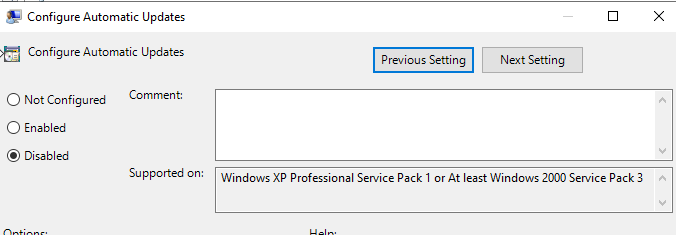 Configure Automatic Updates
Configure Automatic Updates
Previous Setting
Next Setting
Not Configured
Comment:
Enabled
Disabled
Supported on:
Windows XP Professional Service Pack 1 or At least Windows 2000 Service Pack 3
Options:
Help: